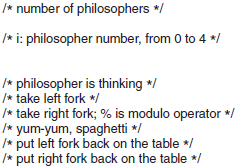 /* number of philosophers */
/* i: philosopher number, from 0 to 4 */
/* philosopher is thinking */
/* take left fork */
/* take right fork; % is modulo operator */
/* yum-yum, spaghetti */
/* put left fork back on the table */
/* put right fork back on the table */